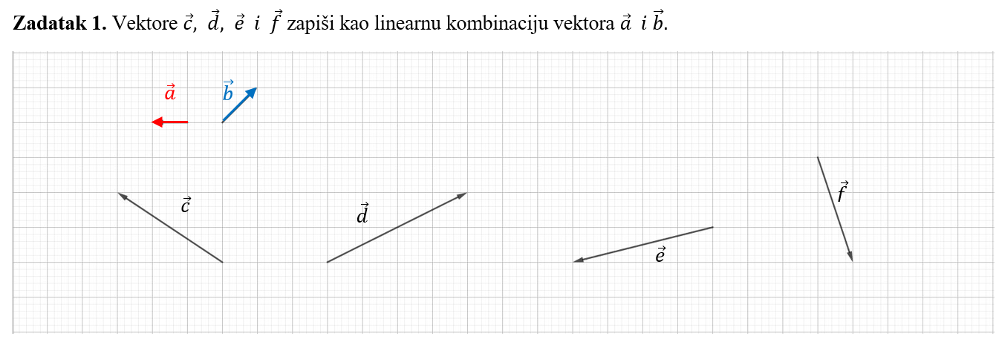 Zadatak 1. Vektore c⃗, d⃗, e⃗ i f⃗ zapiši kao linearnu kombinaciju vektora a⃗ i b⃗.
a⃗ b⃗
c⃗ d⃗ e⃗ f⃗